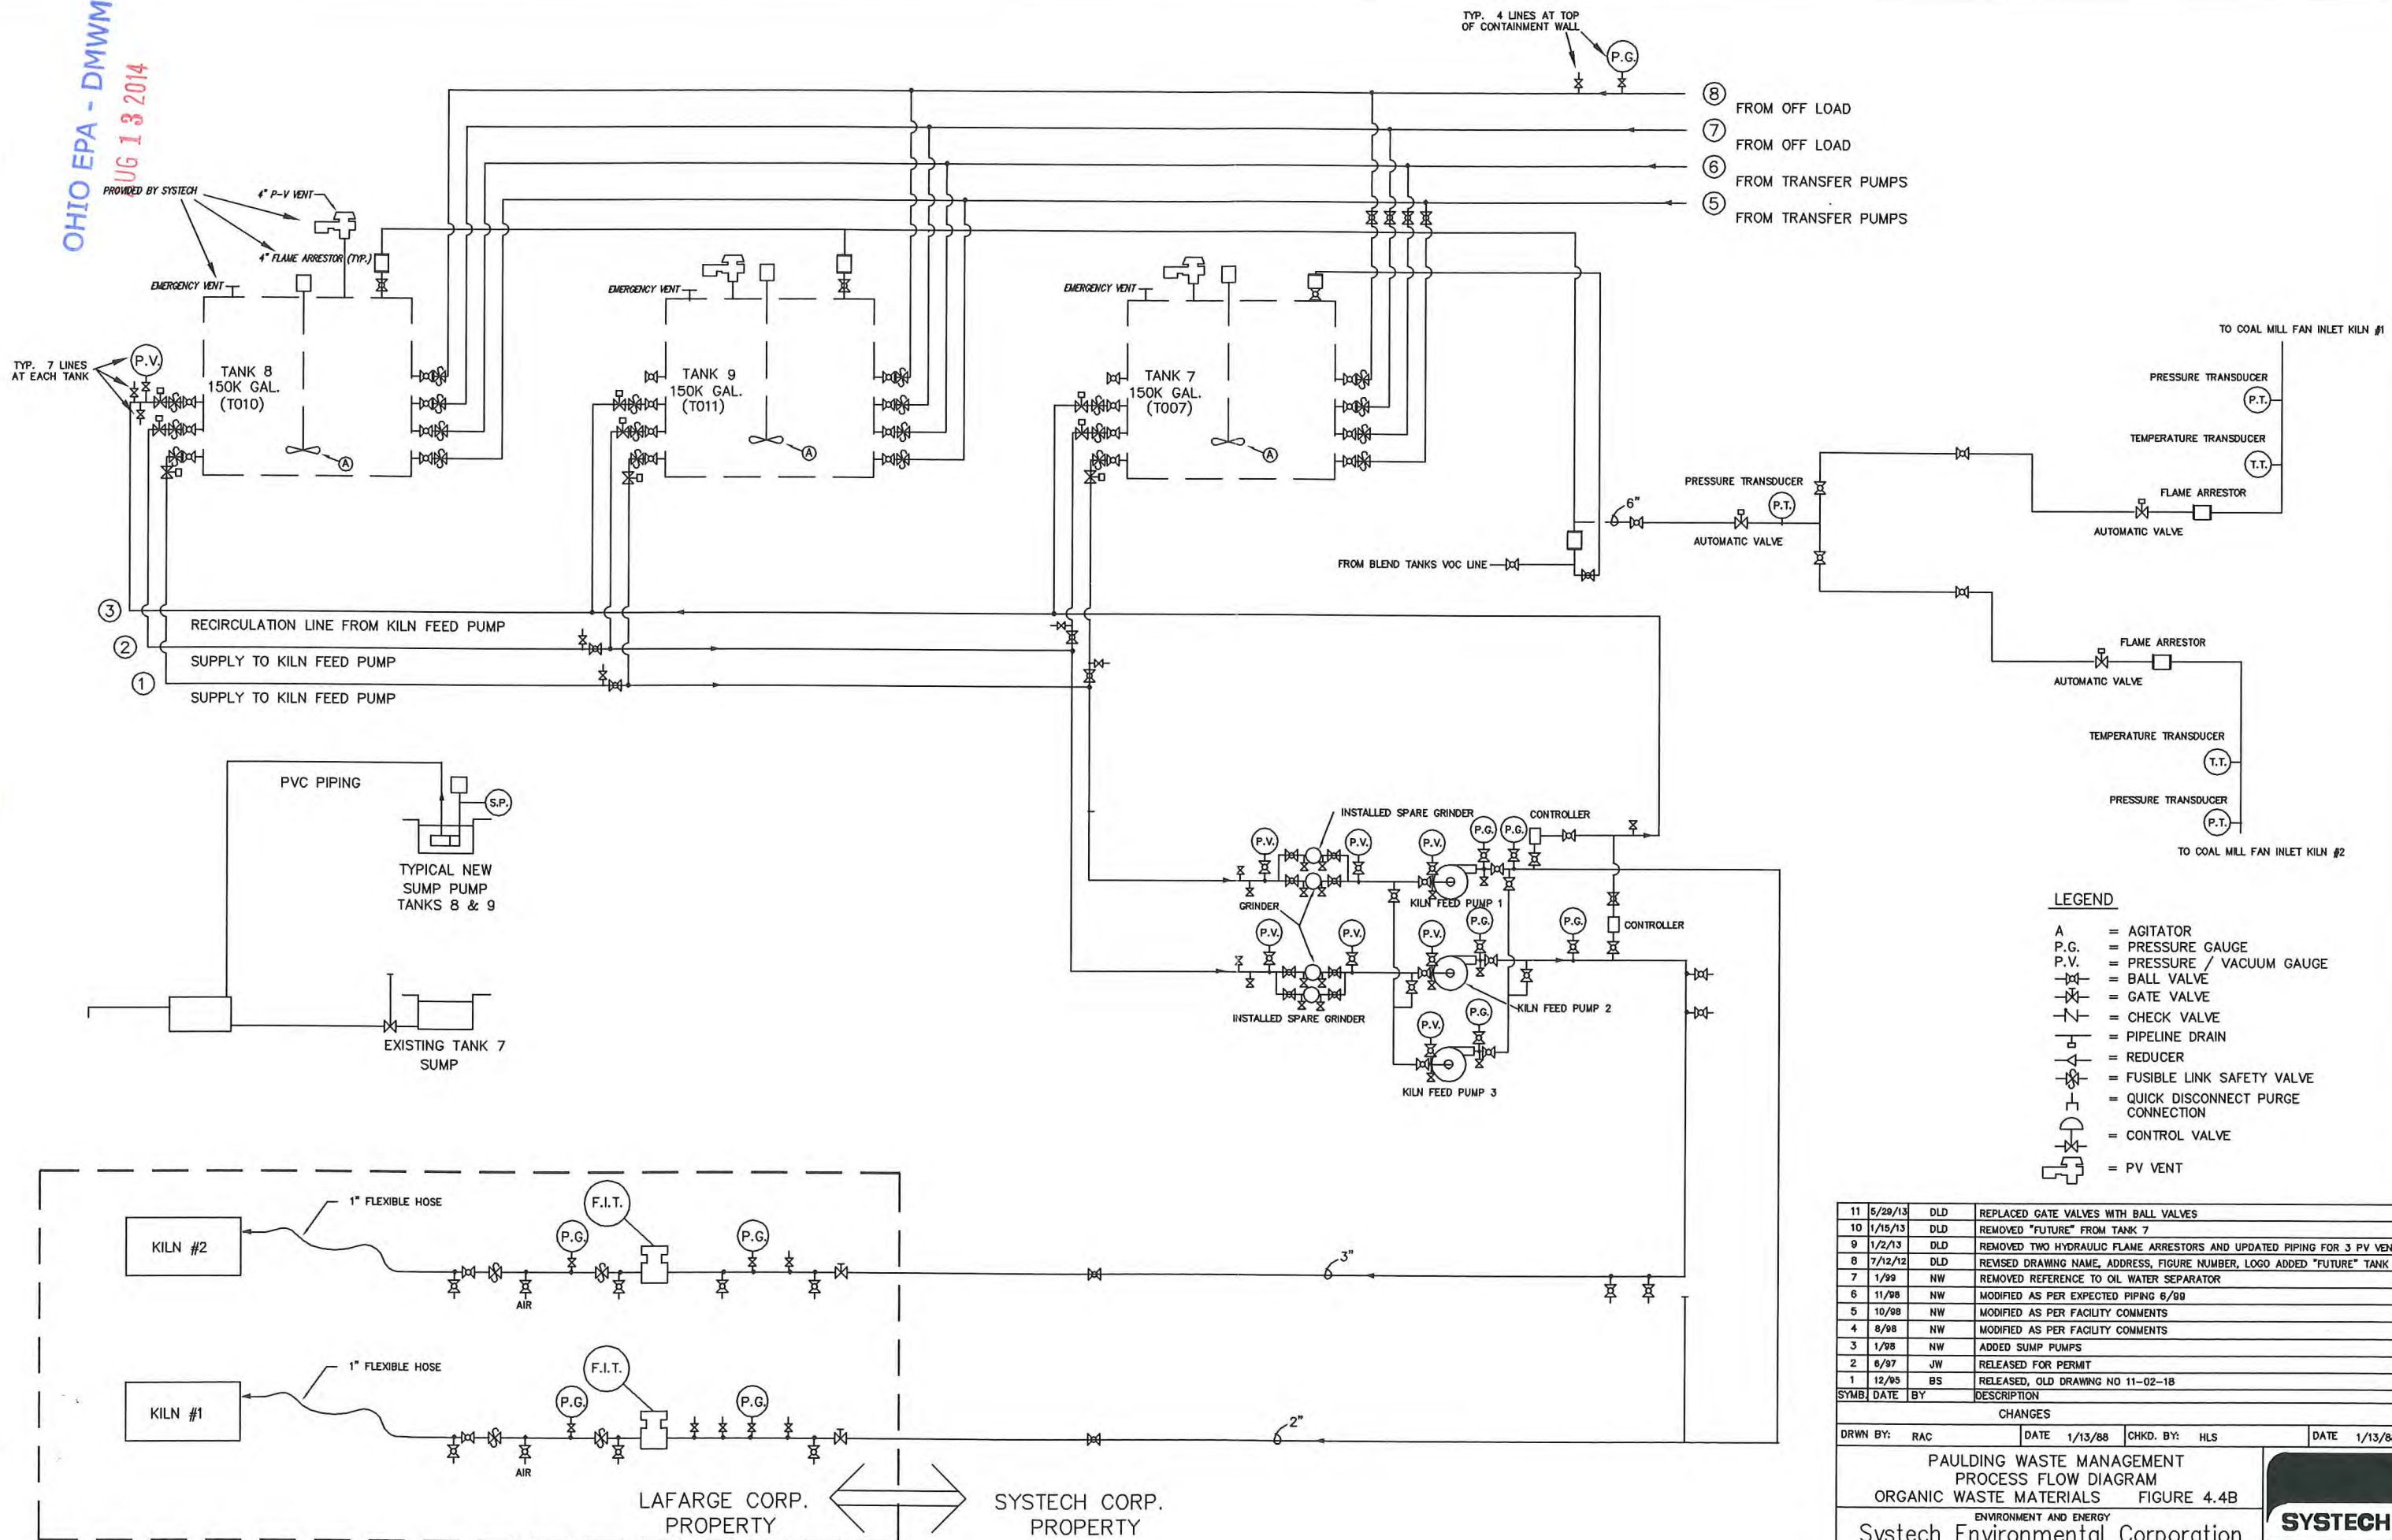 OHIO EPA - DMWM
UG 13 2014
TYP. 4 LINES AT TOP
OF CONTAINMENT WALL
P.G.
8
FROM OFF LOAD
7
FROM OFF LOAD
6
FROM TRANSFER PUMPS
5
FROM TRANSFER PUMPS
PROVIDED BY SYSTECH
4" P-V VENT
4" FLAME ARRESTOR (TYP.)
EMERGENCY VENT
EMERGENCY VENT
EMERGENCY VENT
TYP. 7 LINES
AT EACH TANK
P.V.
TANK 8
150K GAL.
(T010)
A
TANK 9
150K GAL.
(T011)
A
TANK 7
150K GAL.
(T007)
A
TO COAL MILL FAN INLET KILN #1
PRESSURE TRANSDUCER
P.T.
TEMPERATURE TRANSDUCER
T.T.
FLAME ARRESTOR
AUTOMATIC VALVE
PRESSURE TRANSDUCER
P.T.
6"
AUTOMATIC VALVE
FROM BLEND TANKS VOC LINE
FLAME ARRESTOR
AUTOMATIC VALVE
TEMPERATURE TRANSDUCER
T.T.
PRESSURE TRANSDUCER
P.T.
TO COAL MILL FAN INLET KILN #2
3
RECIRCULATION LINE FROM KILN FEED PUMP
2
SUPPLY TO KILN FEED PUMP
1
SUPPLY TO KILN FEED PUMP
PVC PIPING
S.P.
TYPICAL NEW
SUMP PUMP
TANKS 8 & 9
EXISTING TANK 7
SUMP
INSTALLED SPARE GRINDER
CONTROLLER
P.V.
P.V.
P.V.
P.G.
P.G.
GRINDER
KILN FEED PUMP 1
P.V.
P.V.
P.V.
P.G.
P.G.
CONTROLLER
INSTALLED SPARE GRINDER
KILN FEED PUMP 2
P.V.
P.G.
KILN FEED PUMP 3
LEGEND
A = AGITATOR
P.G. = PRESSURE GAUGE
P.V. = PRESSURE / VACUUM GAUGE
= BALL VALVE
= GATE VALVE
= CHECK VALVE
= PIPELINE DRAIN
= REDUCER
= FUSIBLE LINK SAFETY VALVE
= QUICK DISCONNECT PURGE
CONNECTION
= CONTROL VALVE
= PV VENT
KILN #2
1" FLEXIBLE HOSE
AIR
P.G.
F.I.T.
P.G.
3"
KILN #1
1" FLEXIBLE HOSE
AIR
P.G.
F.I.T.
P.G.
2"
LAFARGE CORP.
PROPERTY
SYSTECH CORP.
PROPERTY
11 5/29/13 DLD REPLACED GATE VALVES WITH BALL VALVES
10 1/15/13 DLD REMOVED "FUTURE" FROM TANK 7
9 1/2/13 DLD REMOVED TWO HYDRAULIC FLAME ARRESTORS AND UPDATED PIPING FOR 3 PV VEN
8 7/12/12 DLD REVISED DRAWING NAME, ADDRESS, FIGURE NUMBER, LOGO ADDED "FUTURE" TANK
7 1/99 NW REMOVED REFERENCE TO OIL WATER SEPARATOR
6 11/98 NW MODIFIED AS PER EXPECTED PIPING 6/99
5 10/98 NW MODIFIED AS PER FACILITY COMMENTS
4 8/98 NW MODIFIED AS PER FACILITY COMMENTS
3 1/98 NW ADDED SUMP PUMPS
2 6/97 JW RELEASED FOR PERMIT
1 12/95 BS RELEASED, OLD DRAWING NO 11-02-18
SYMB. DATE BY DESCRIPTION
CHANGES
DRWN BY: RAC DATE 1/13/88 CHKD. BY: HLS DATE 1/13/8
PAULDING WASTE MANAGEMENT
PROCESS FLOW DIAGRAM
ORGANIC WASTE MATERIALS FIGURE 4.4B
ENVIRONMENT AND ENERGY
Systech Environmental Corporation
SYSTECH